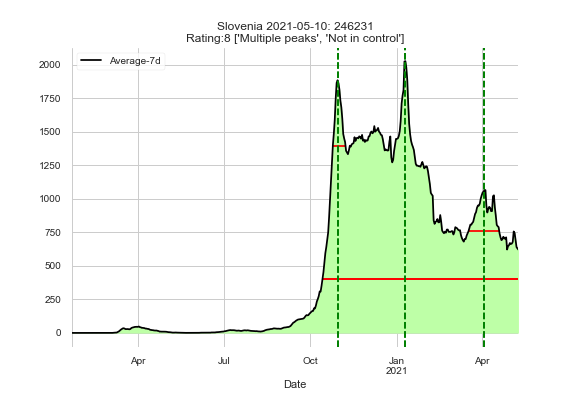 Slovenia 2021-05-10: 246231
Rating:8 ['Multiple peaks', 'Not in control']
Average-7d
2000
1750
1500
1250
1000
750
500
250
0
Apr
Jul
Oct
Jan
2021
Apr
Date